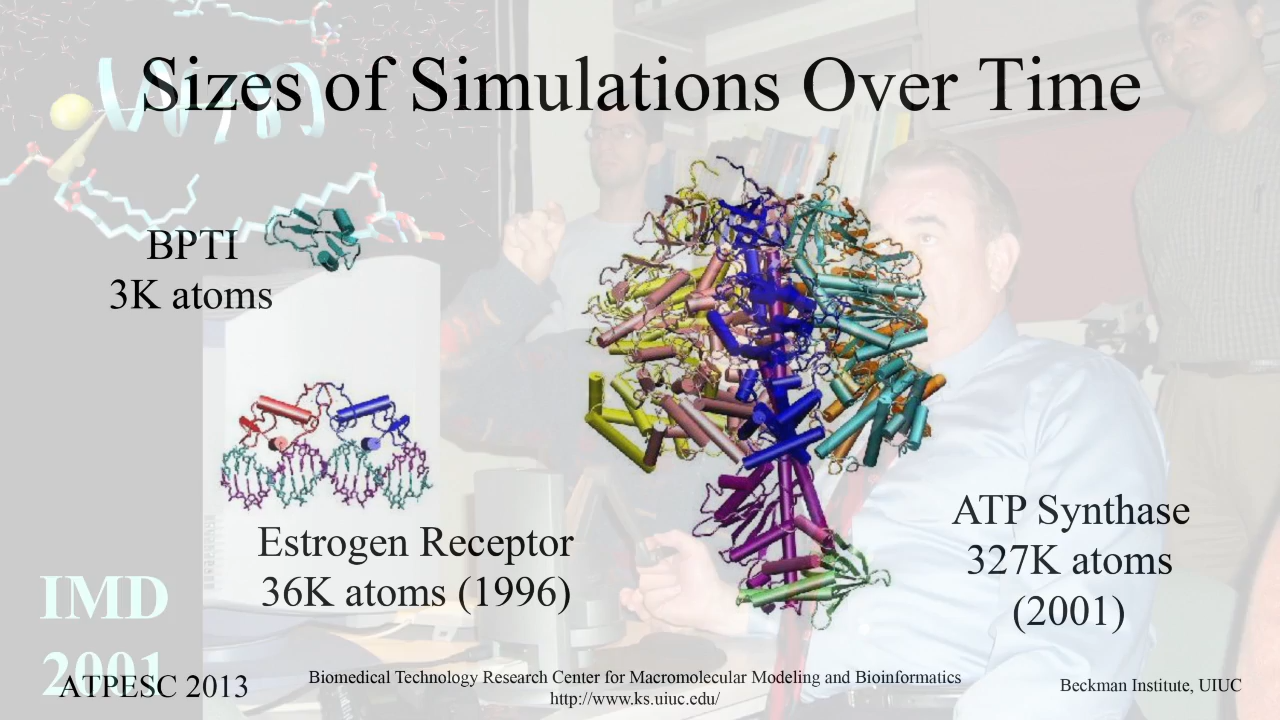 Sizes of Simulations Over Time
BPTI
3K atoms
Estrogen Receptor
36K atoms (1996)
ATP Synthase
327K atoms
(2001)
IMD
2001
ATPESC 2013
Biomedical Technology Research Center for Macromolecular Modeling and Bioinformatics
http://www.ks.uiuc.edu/
Beckman Institute, UIUC